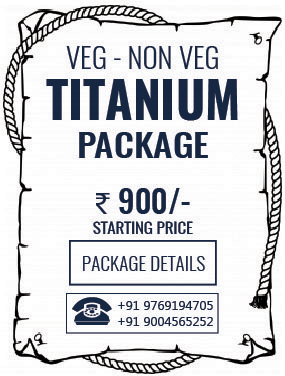 VEG - NON VEG
TITANIUM
PACKAGE
₹ 900/-
STARTING PRICE
PACKAGE DETAILS
+91 9769194705
+91 9004565252